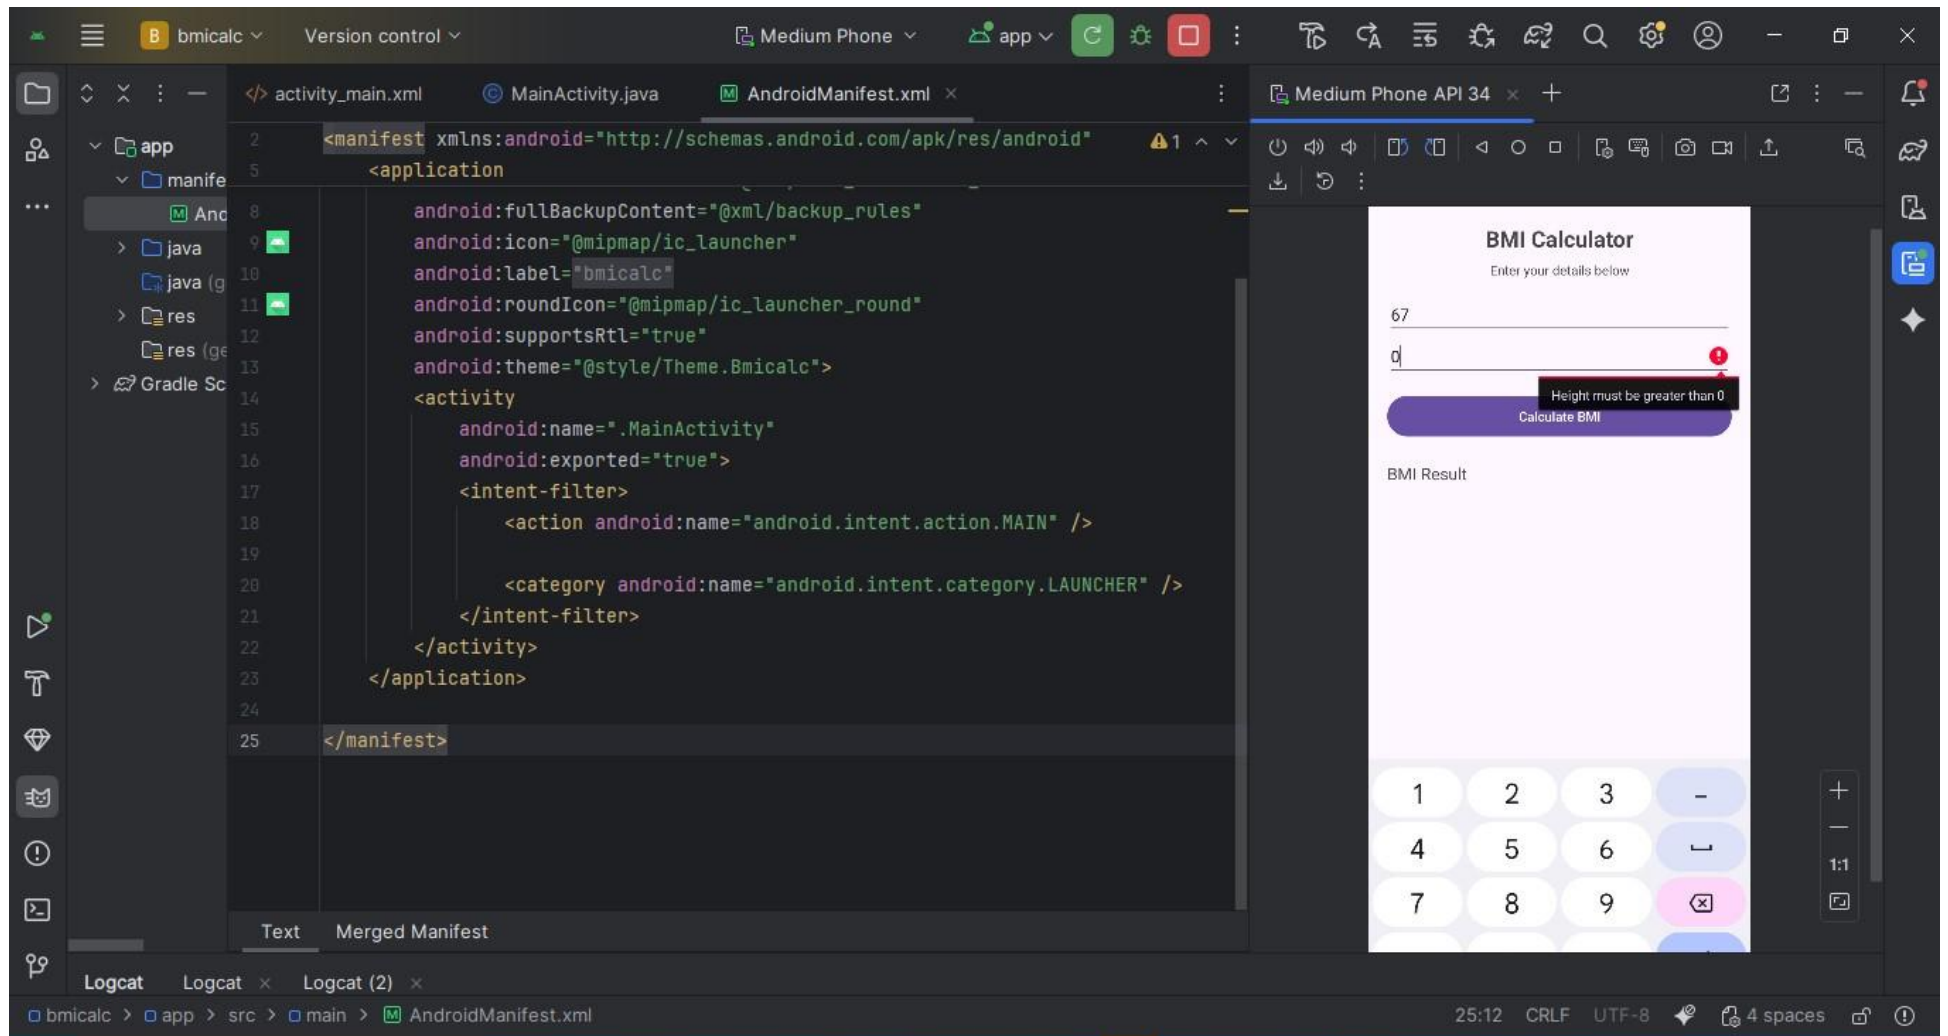 B bmicalc
Version control
Medium Phone
app
activity_main.xml
MainActivity.java
AndroidManifest.xml
Medium Phone API 34
app
manife
And
java
java (g
res
res (ge
Gradle Sc
2 <manifest xmlns:android="http://schemas.android.com/apk/res/android"
1
5 <application
8 android:fullBackupContent="@xml/backup_rules"
9 android:icon="@mipmap/ic_launcher"
10 android:label="bmicalc"
11 android:roundIcon="@mipmap/ic_launcher_round"
12 android:supportsRtl="true"
13 android:theme="@style/Theme.Bmicalc">
14 <activity
15 android:name=".MainActivity"
16 android:exported="true">
17 <intent-filter>
18 <action android:name="android.intent.action.MAIN" />
19
20 <category android:name="android.intent.category.LAUNCHER" />
21 </intent-filter>
22 </activity>
23 </application>
24
25 </manifest>
Text
Merged Manifest
BMI Calculator
Enter your details below
67
0
Height must be greater than 0
Calculate BMI
BMI Result
1 2 3 -
4 5 6
7 8 9
1:1
Logcat
Logcat
Logcat (2)
bmicalc > app > src > main > AndroidManifest.xml
25:12 CRLF UTF-8 4 spaces